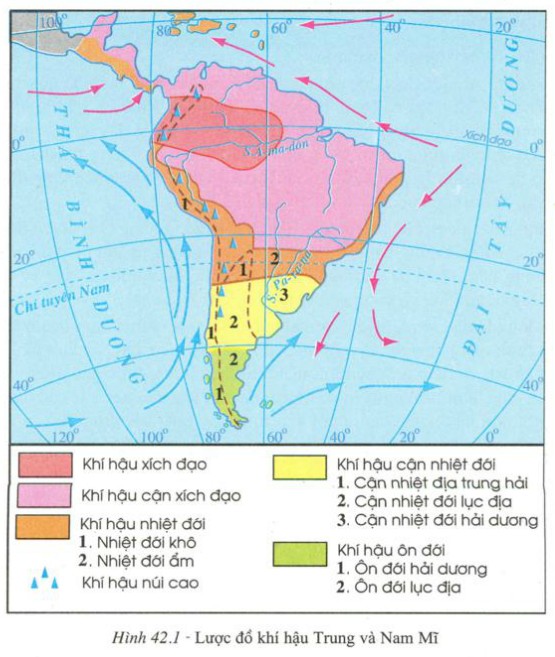 100° 80° 60° 40° 20°
THÁI BÌNH DƯƠNG
ĐẠI TÂY DƯƠNG
0° Xích đạo 0°
S.A-ma-dôn
1
20° 2 20°
1
S. Pa-ra-na
Chí tuyến Nam
3
2
1
2
40° 1 40°
120° 100° 80° 60° 40° 20° 0°
Khí hậu xích đạo
Khí hậu cận xích đạo
Khí hậu nhiệt đới
1. Nhiệt đới khô
2. Nhiệt đới ẩm
Khí hậu núi cao
Khí hậu cận nhiệt đới
1. Cận nhiệt địa trung hải
2. Cận nhiệt đới lục địa
3. Cận nhiệt đới hải dương
Khí hậu ôn đới
1. Ôn đới hải dương
2. Ôn đới lục địa
Hình 42.1 - Lược đồ khí hậu Trung và Nam Mĩ